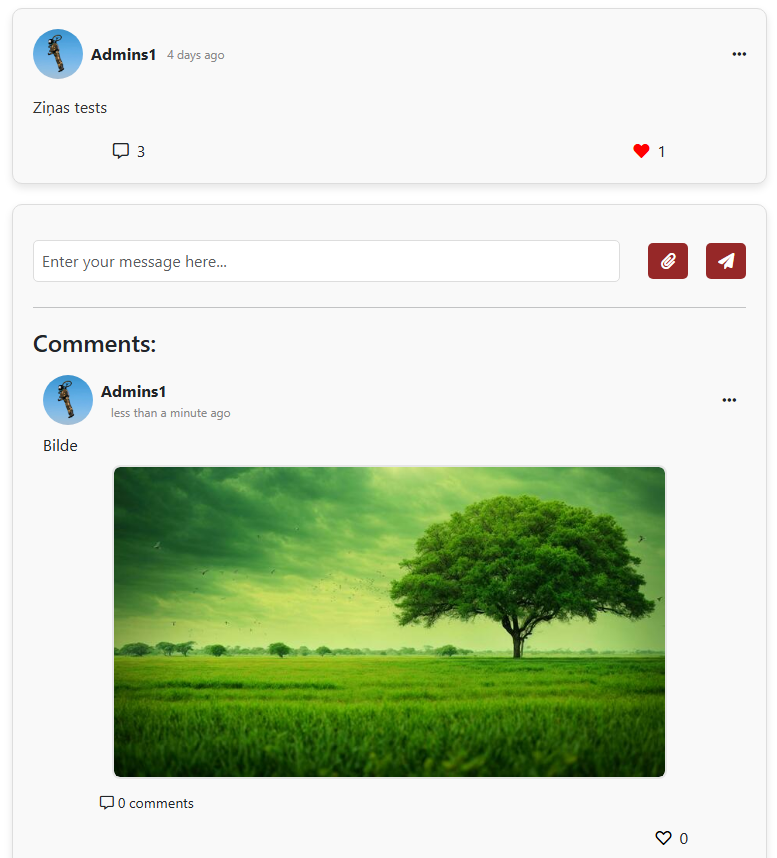 Admins1 4 days ago
Ziņas tests
3 1
Enter your message here...
Comments:
Admins1
less than a minute ago
Bilde
0 comments
0